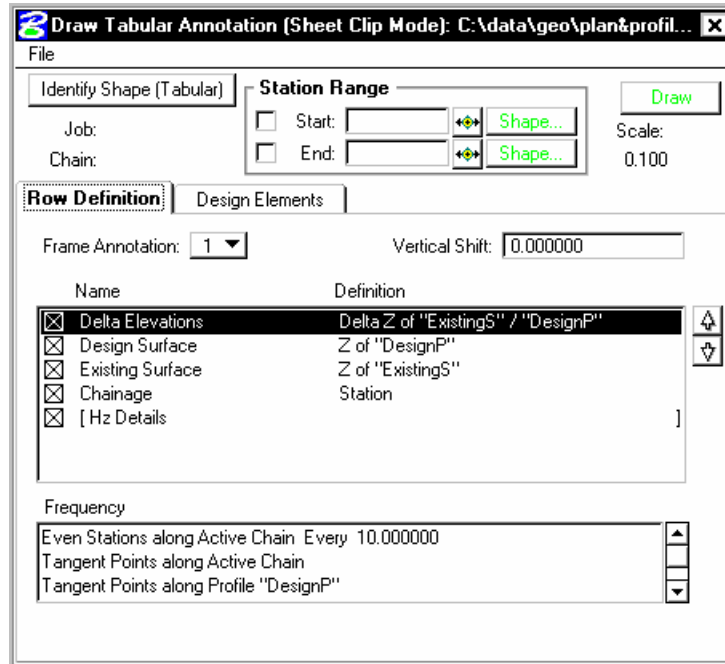 Draw Tabular Annotation (Sheet Clip Mode): C:\data\geo\plan&profil...
File
Identify Shape (Tabular)
Station Range
Draw
Start:
Shape...
Job:
Scale:
End:
Shape...
Chain:
0.100
Row Definition
Design Elements
Frame Annotation: 1
Vertical Shift: 0.000000
Name Definition
Delta Elevations Delta Z of "ExistingS" / "DesignP"
Design Surface Z of "DesignP"
Existing Surface Z of "ExistingS"
Chainage Station
[ Hz Details ]
Frequency
Even Stations along Active Chain Every 10.000000
Tangent Points along Active Chain
Tangent Points along Profile "DesignP"